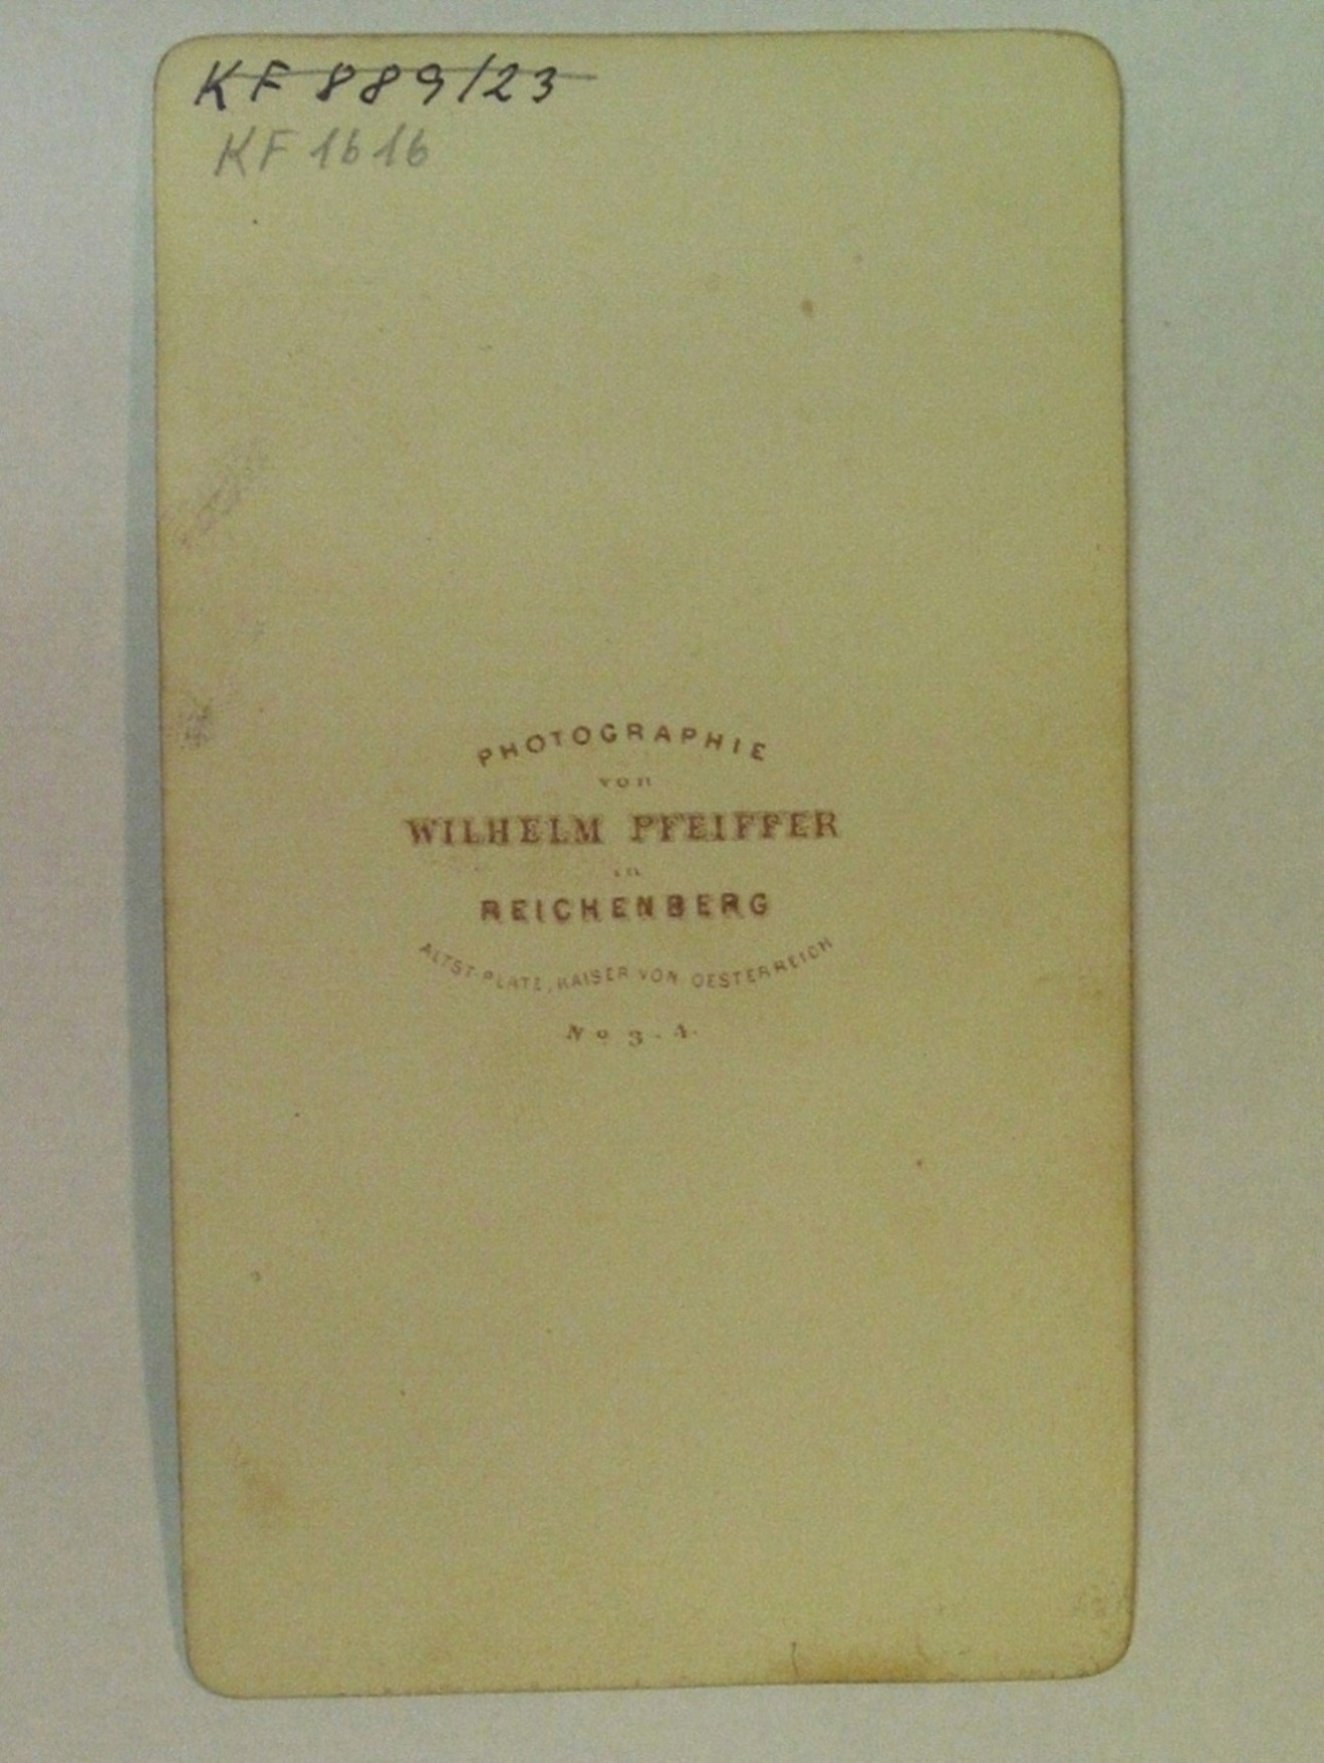 KF 889/23
KF 1616
PHOTOGRAPHIE
von
WILHELM PFEIFFER
in
REICHENBERG
ALTST. PLATZ, KAISER VON OESTERREICH
No 3-4.